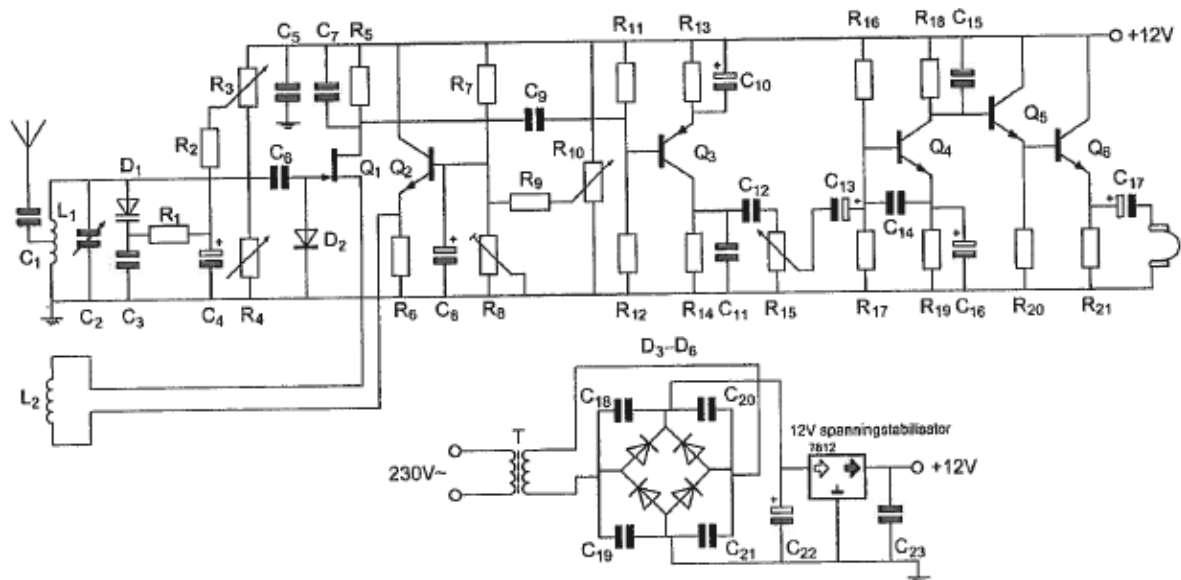 R11 R13 R16 R18 C15
C5 C7 R5
+12V
R3 R7 C9 C10
R2 R10 Q5
D1 C6 Q1 Q2 Q3 Q4 Q6
R9 C12 C13 C17
L1 R1 D2 C14
C1
C2 C3 C4 R4 R6 C8 R8 R12 R14 C11 R15 R17 R19 C16 R20 R21
D3-D6
L2 C18 C20
12V spanningstabilisator
T 7812
230V~ +12V
C19 C21 C22 C23